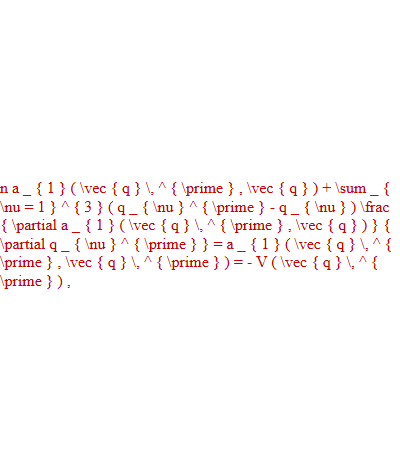 n a _ { 1 } ( \vec { q } \, ^ { \prime } , \vec { q } ) + \sum _ {
\nu = 1 } ^ { 3 } ( q _ { \nu } ^ { \prime } - q _ { \nu } ) \frac
{ \partial a _ { 1 } ( \vec { q } \, ^ { \prime } , \vec { q } ) } {
\partial q _ { \nu } ^ { \prime } } = a _ { 1 } ( \vec { q } \, ^ {
\prime } , \vec { q } \, ^ { \prime } ) = - V ( \vec { q } \, ^ {
\prime } ) ,